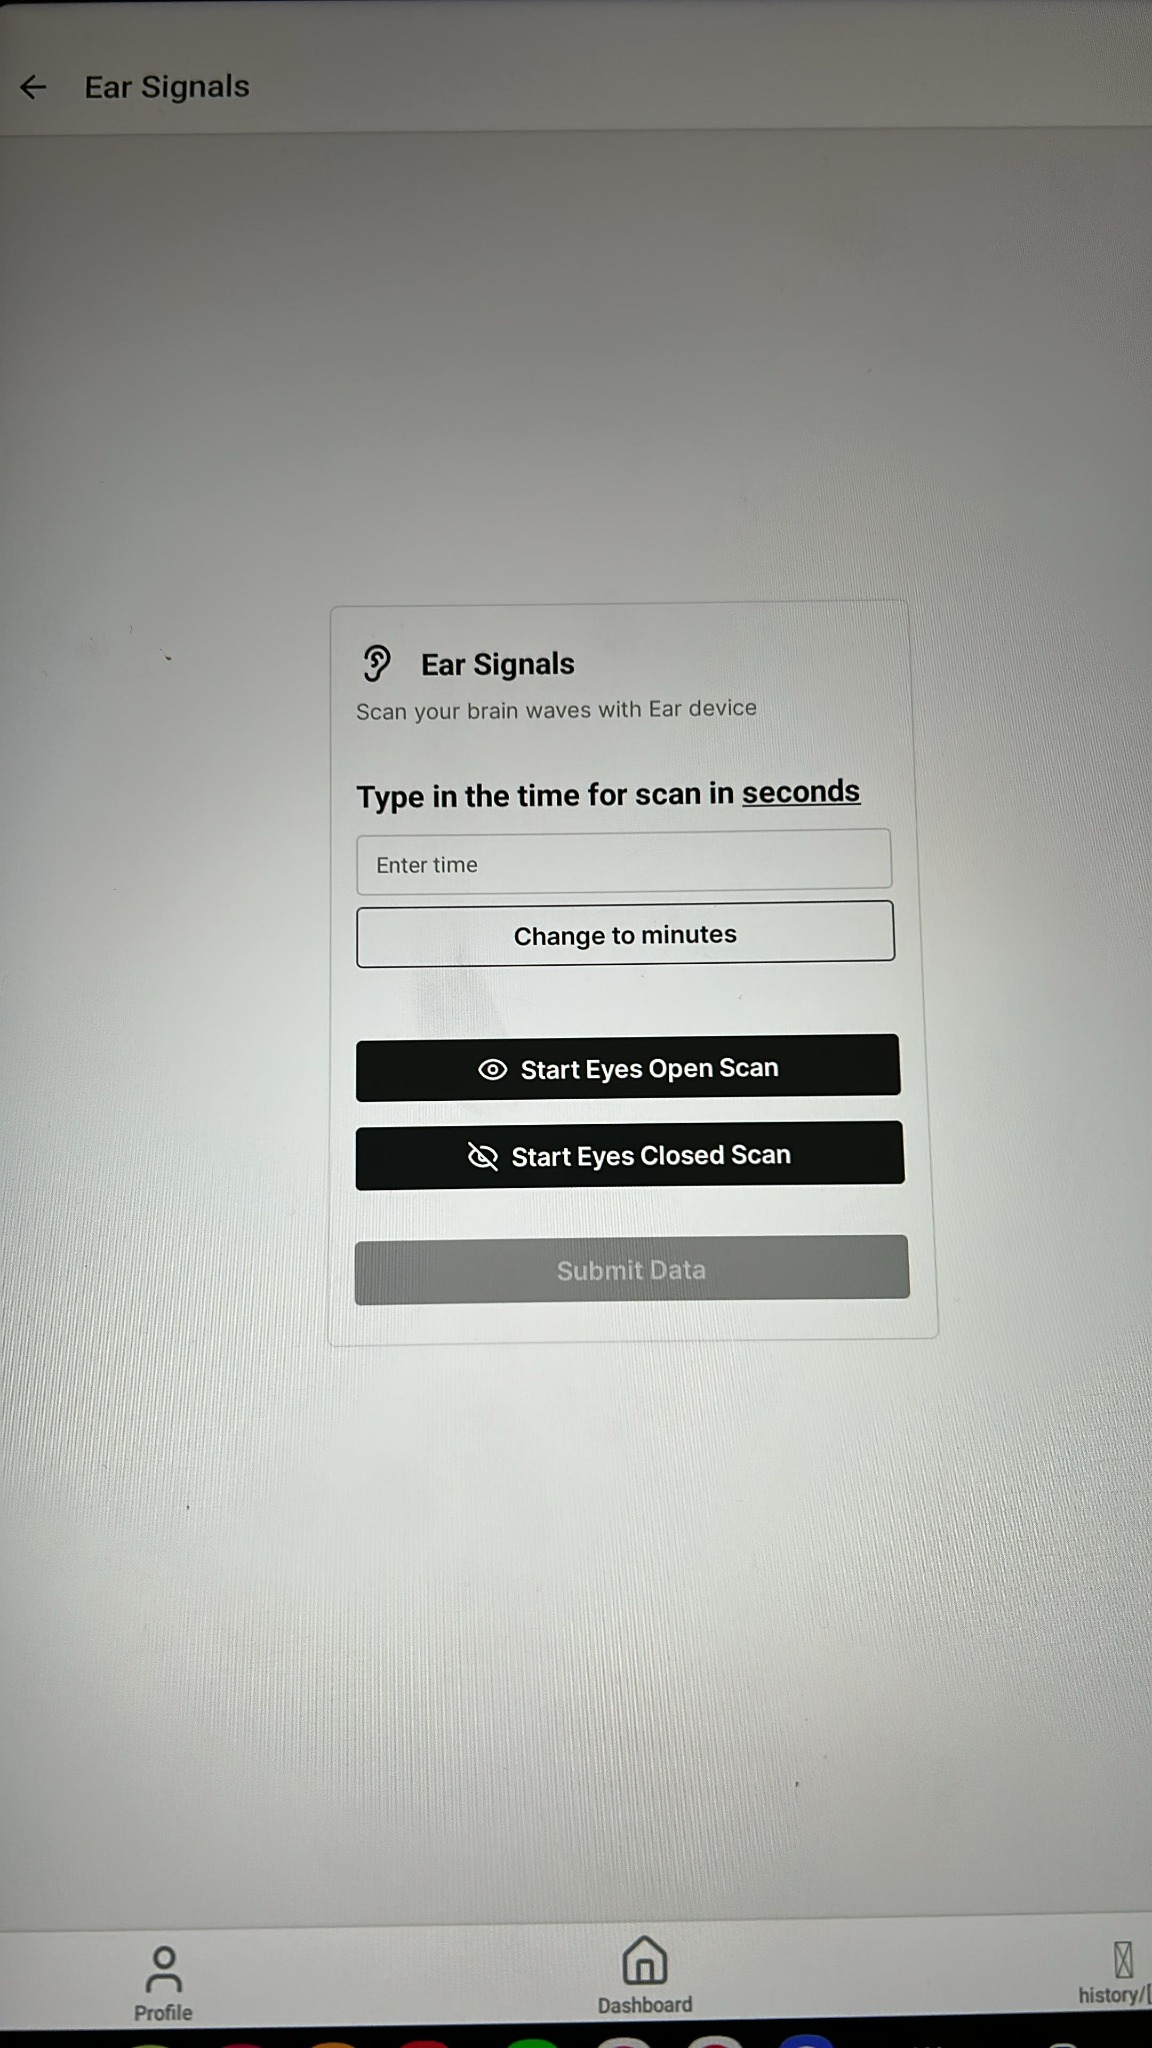 Ear Signals
Ear Signals
Scan your brain waves with Ear device
Type in the time for scan in seconds
Enter time
Change to minutes
Start Eyes Open Scan
Start Eyes Closed Scan
Submit Data
Profile
Dashboard
history/[